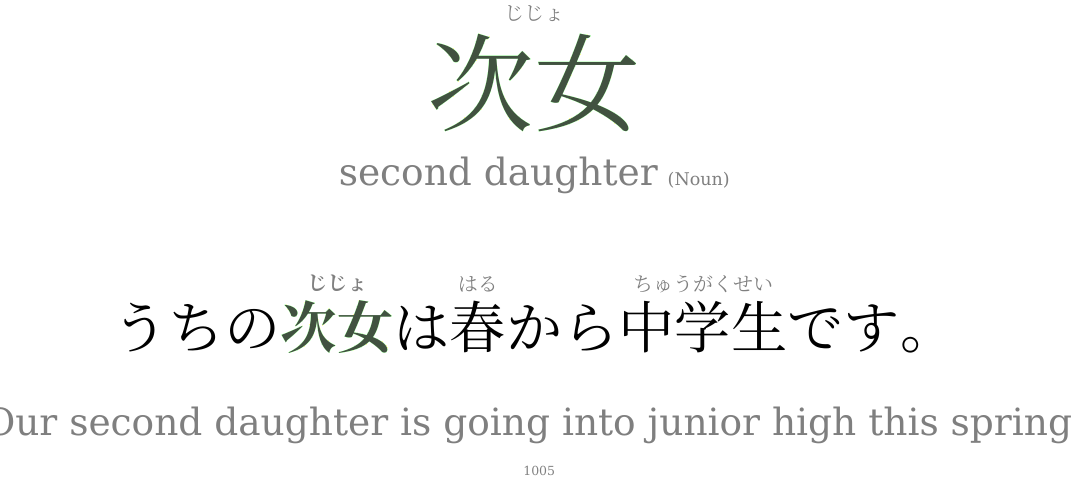 じじょ
次女
second daughter (Noun)
じじょ はる ちゅうがくせい
うちの次女は春から中学生です。
Our second daughter is going into junior high this spring
1005